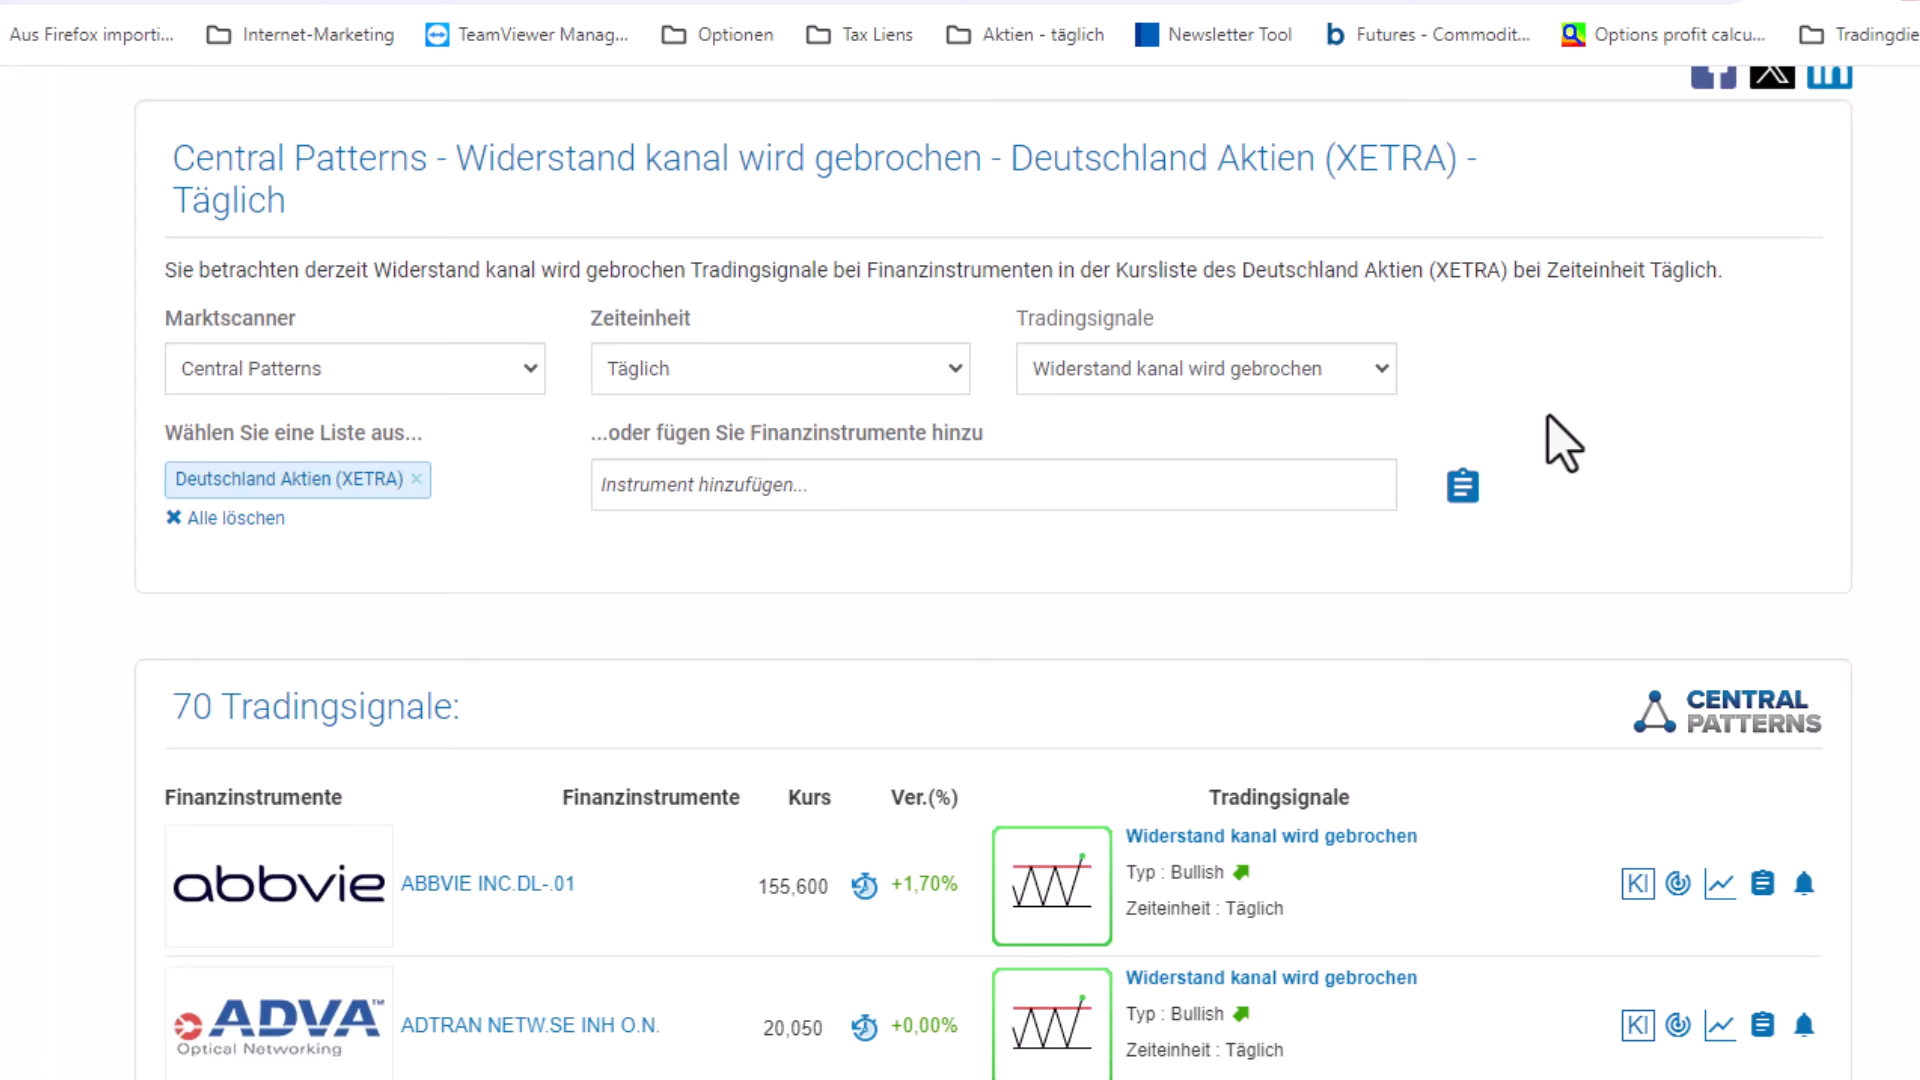 Aus Firefox importi... Internet-Marketing TeamViewer Manag... Optionen Tax Liens Aktien - täglich Newsletter Tool Futures - Commodit... Options profit calcu... Tradingdie
Central Patterns - Widerstand kanal wird gebrochen - Deutschland Aktien (XETRA) -
Täglich
Sie betrachten derzeit Widerstand kanal wird gebrochen Tradingsignale bei Finanzinstrumenten in der Kursliste des Deutschland Aktien (XETRA) bei Zeiteinheit Täglich.
Marktscanner Zeiteinheit Tradingsignale
Central Patterns Täglich Widerstand kanal wird gebrochen
Wählen Sie eine Liste aus... ...oder fügen Sie Finanzinstrumente hinzu
Deutschland Aktien (XETRA) × Instrument hinzufügen...
✖ Alle löschen
70 Tradingsignale: CENTRAL
PATTERNS
Finanzinstrumente Finanzinstrumente Kurs Ver.(%) Tradingsignale
Widerstand kanal wird gebrochen
abbvie ABBVIE INC.DL-.01 155,600 +1,70% Typ : Bullish KI
Zeiteinheit : Täglich
Widerstand kanal wird gebrochen
ADVA™ ADTRAN NETW.SE INH O.N. 20,050 +0,00% Typ : Bullish KI
Optical Networking Zeiteinheit : Täglich